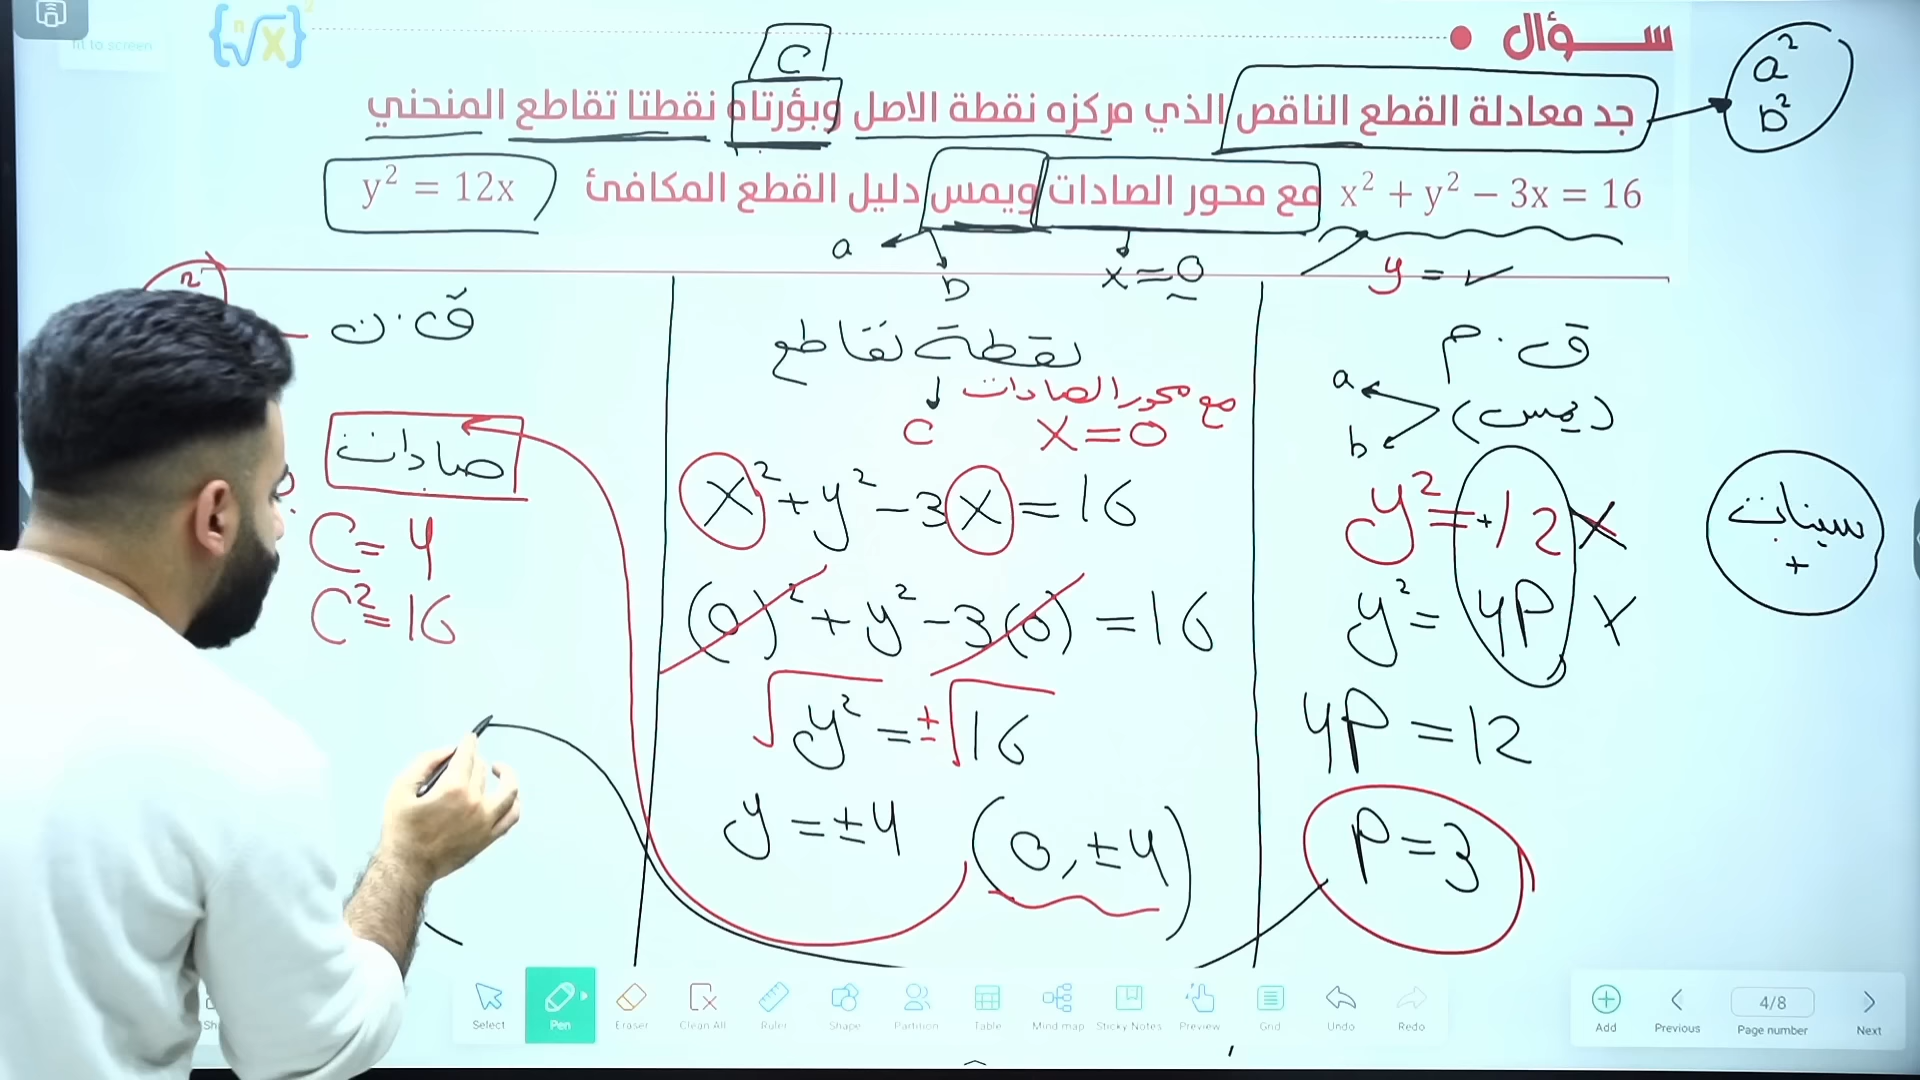 fit to screen
سؤال
c
a²
b²
جد معادلة القطع الناقص الذي مركزه نقطة الاصل وبؤرتاه نقطتا تقاطع المنحني
x² + y² − 3x = 16 مع محور الصادات ويمس دليل القطع المكافئ y² = 12x
a
b
x = 0
y =
ق.م
a
(يمس)
b
y² = +12x
y² = 4P x
4P = 12
P = 3
سينات
+
نقطة تقاطع
مع محور الصادات
c
x = 0
x² + y² − 3x = 16
(0)² + y² − 3(0) = 16
√y² = ±√16
y = ±4
(0, ±4)
ق.ن
صادات
C = 4
C² = 16
Select
Pen
Eraser
Clean All
Ruler
Shape
Partition
Table
Mind map
Sticky Notes
Preview
Grid
Undo
Redo
Add
Previous
4/8
Page number
Next